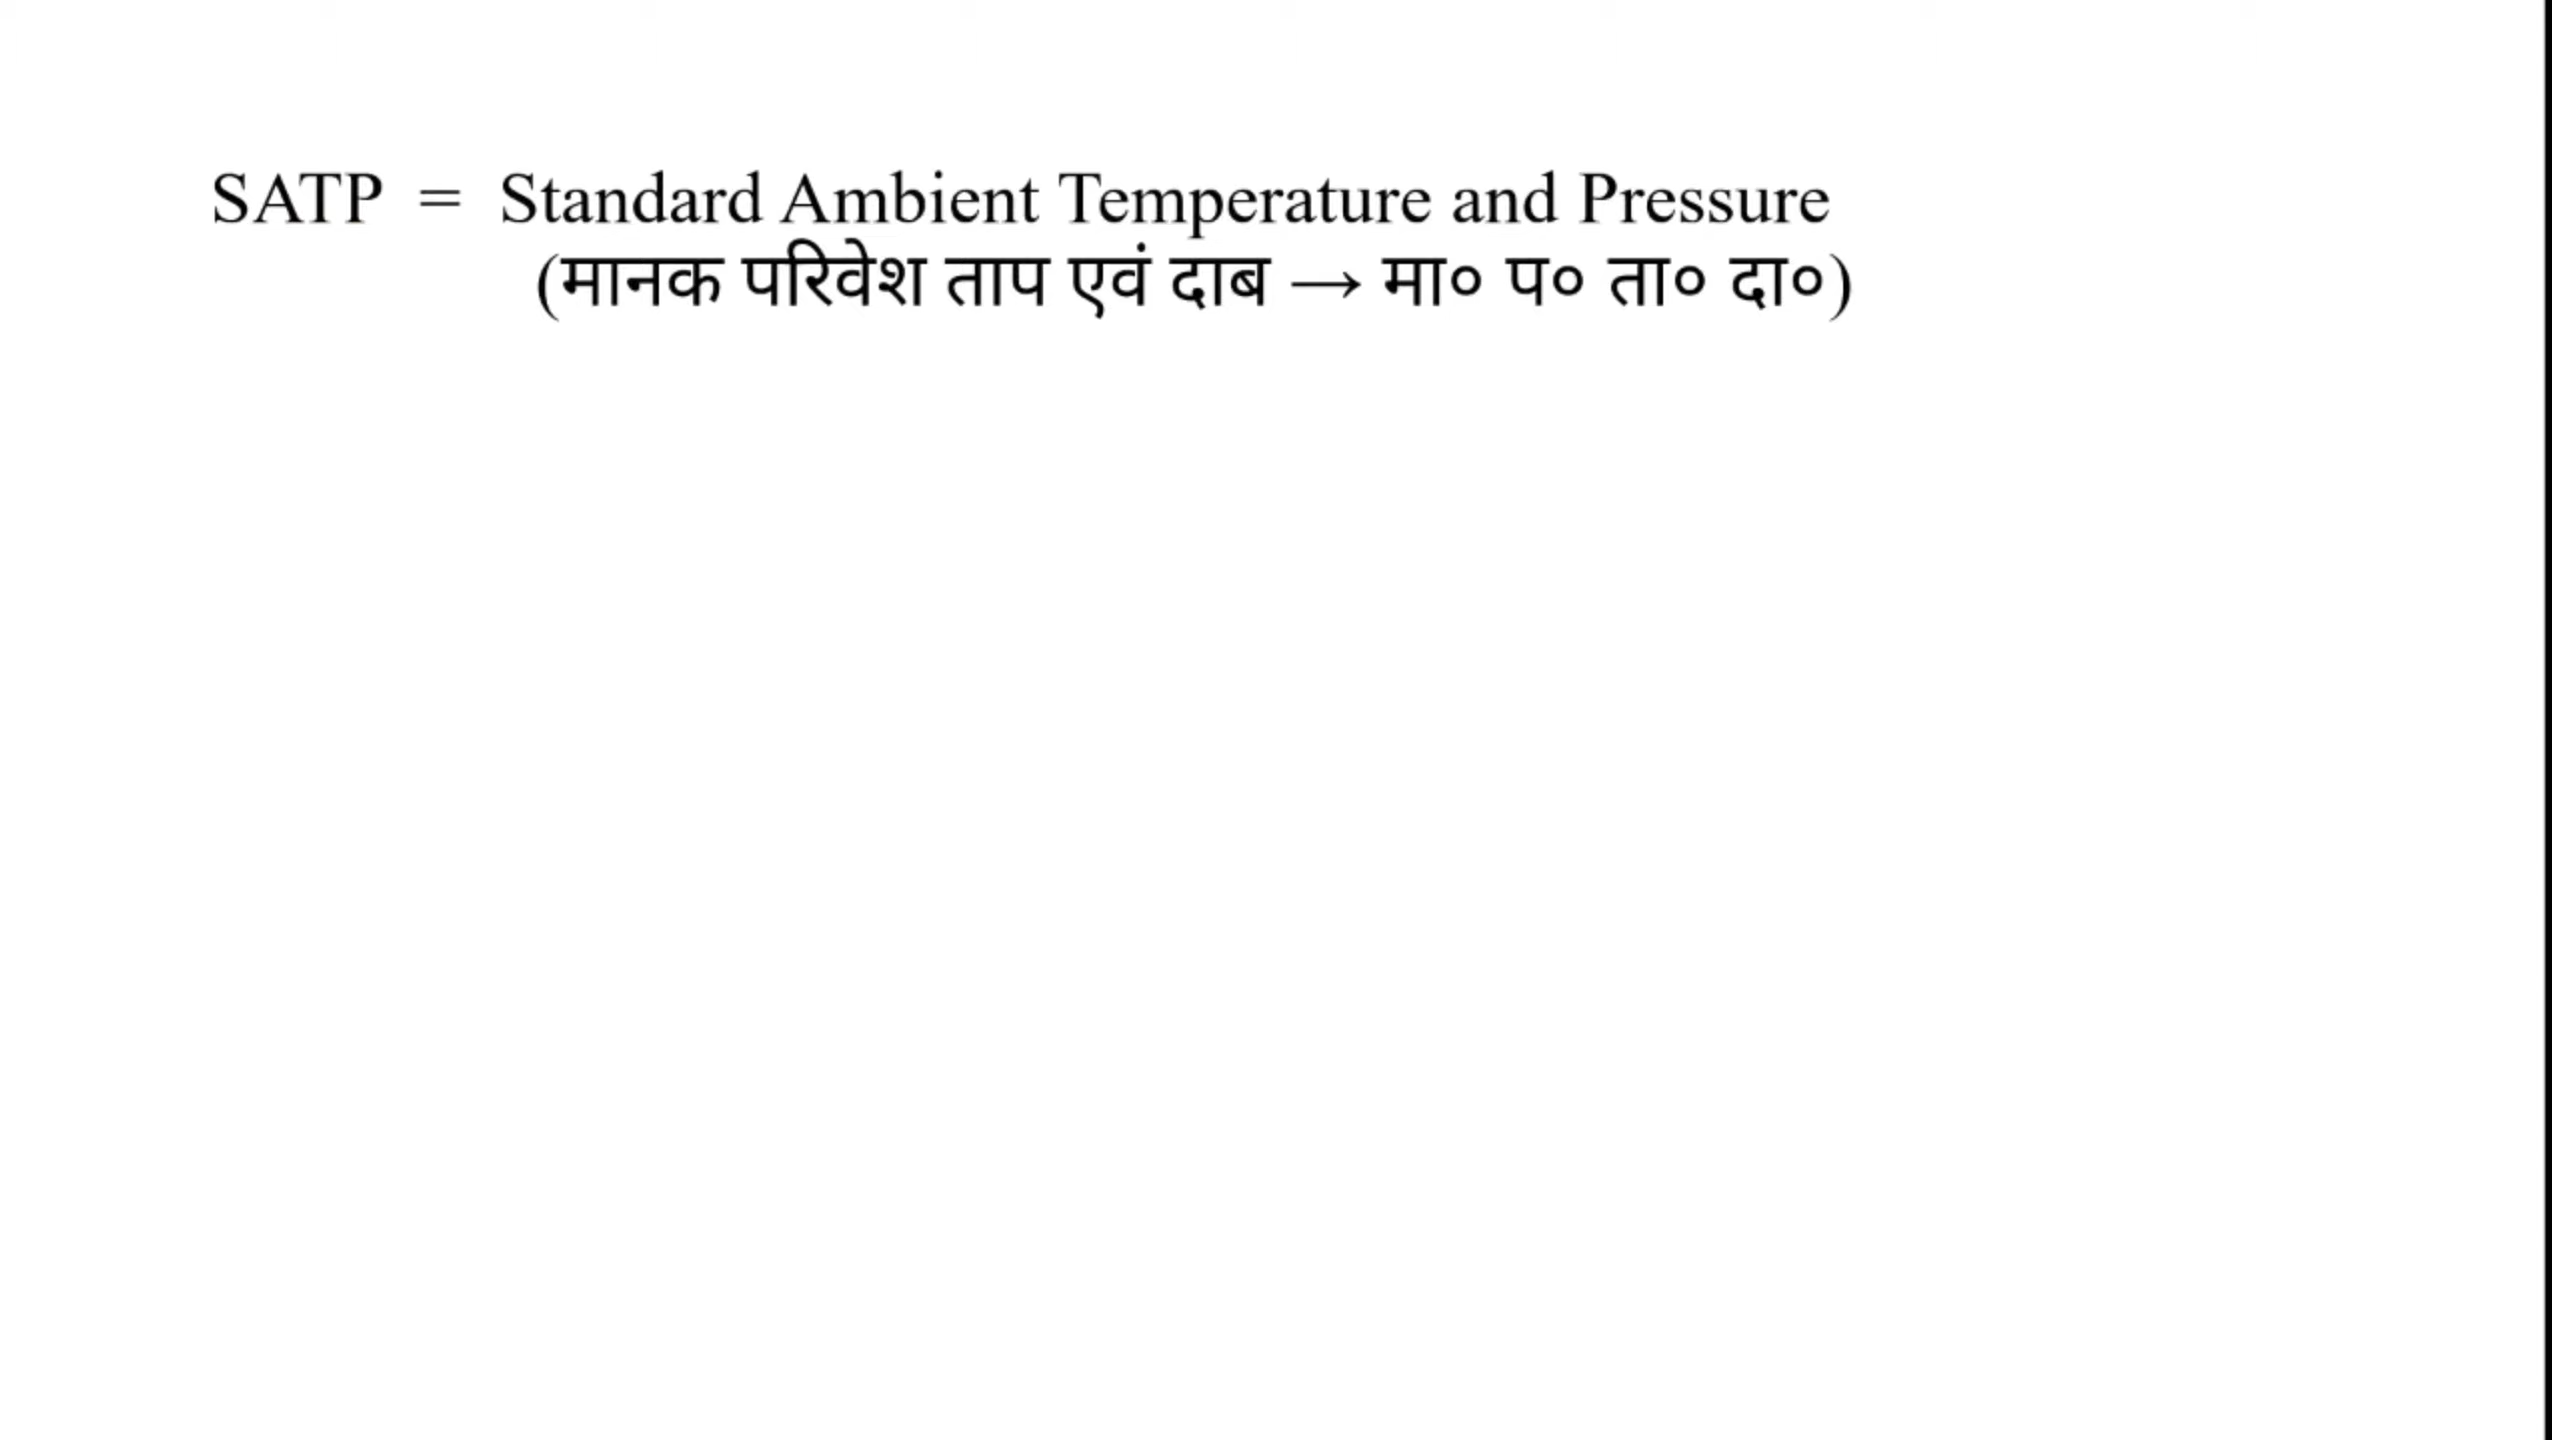 SATP = Standard Ambient Temperature and Pressure
(मानक परिवेश ताप एवं दाब → मा० प० ता० दा०)